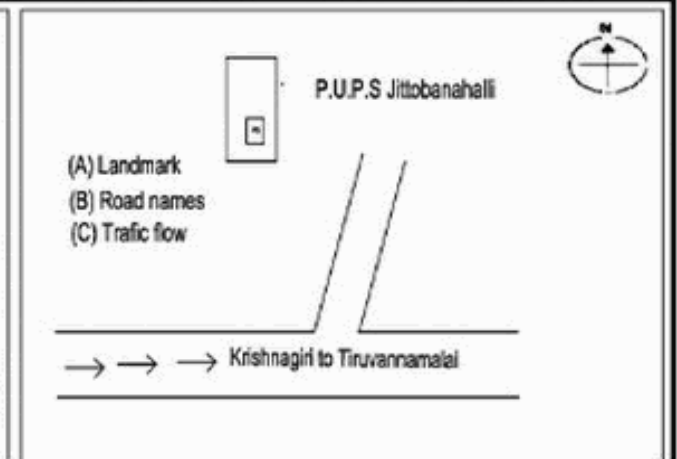 N
P.U.P.S Jittobanahalli
(A) Landmark
(B) Road names
(C) Trafic flow
Krishnagiri to Tiruvannamalai